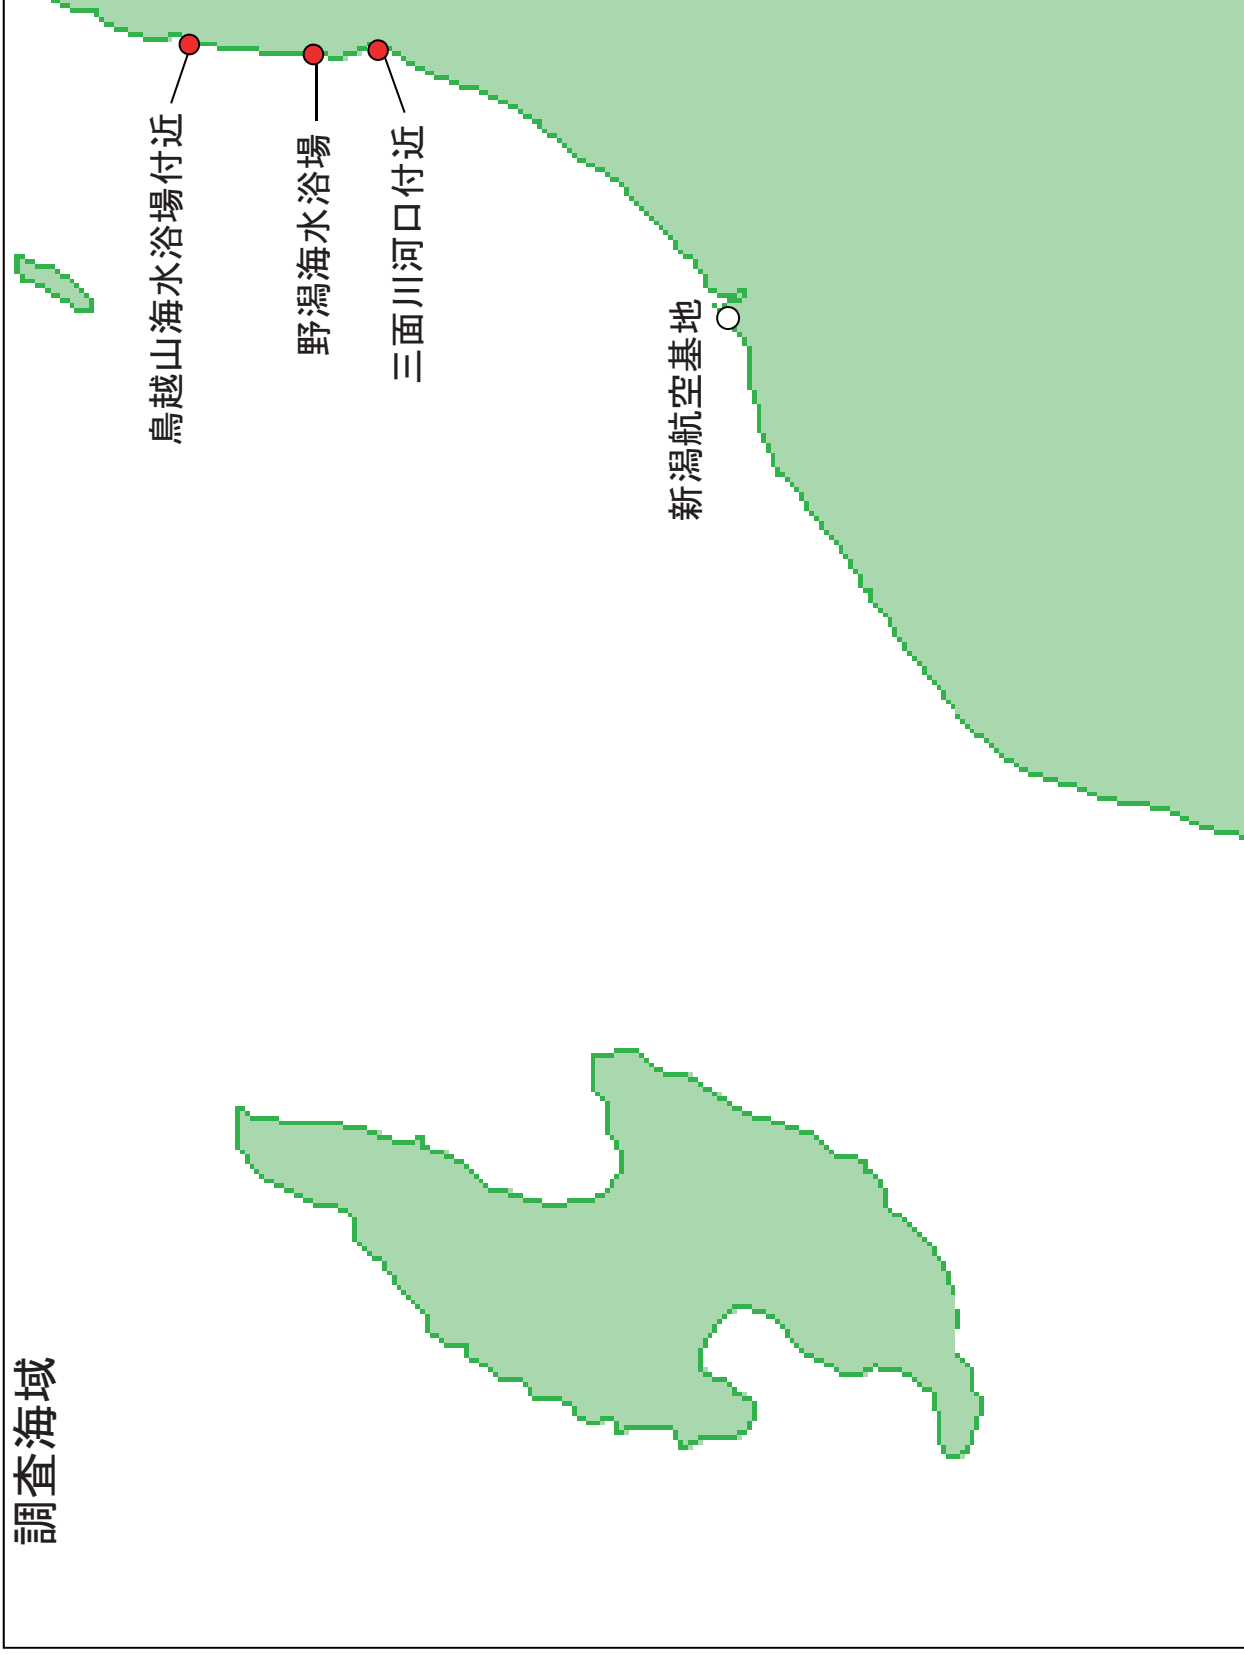 調査海域
鳥越山海水浴場付近
野潟海水浴場
三面川河口付近
新潟航空基地